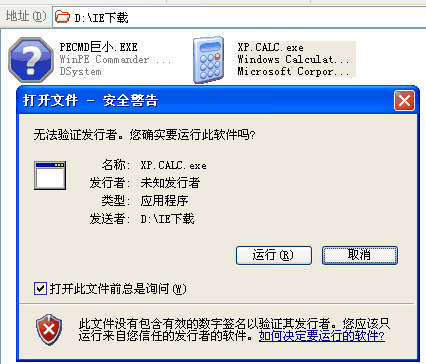 地址(D) D:\IE下载
PECMD巨小.EXE
WinPE Commander ...
DSystem
XP.CALC.exe
Windows Calculat...
Microsoft Corpor...
打开文件 - 安全警告
无法验证发行者。您确实要运行此软件吗?
名称: XP.CALC.exe
发行者: 未知发行者
类型: 应用程序
发送者: D:\IE下载
运行(R) 取消
打开此文件前总是询问(W)
此文件没有包含有效的数字签名以验证其发行者。您应该只
运行来自您信任的发行者的软件。如何决定要运行的软件?